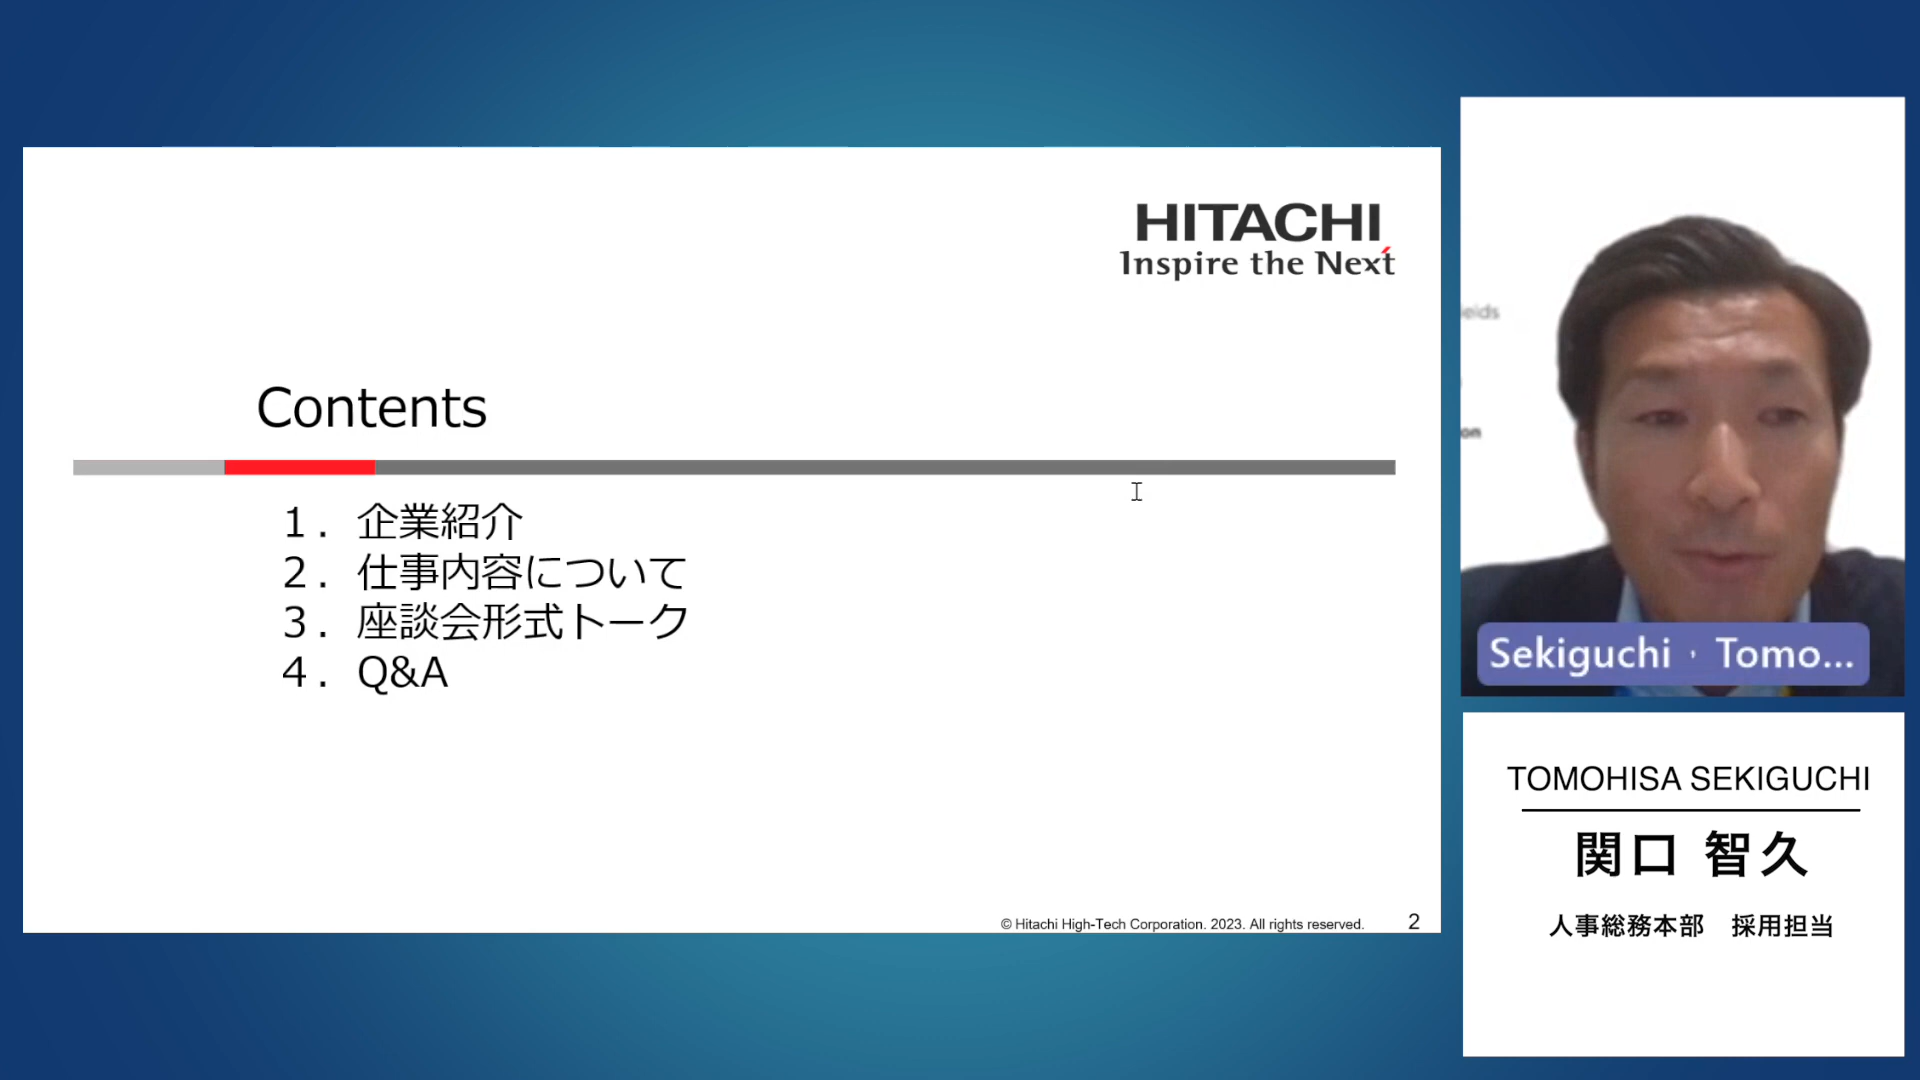 HITACHI
Inspire the Next
Contents
1. 企業紹介
2. 仕事内容について
3. 座談会形式トーク
4. Q&A
© Hitachi High-Tech Corporation. 2023. All rights reserved.
2
eids
on
Sekiguchi · Tomo...
TOMOHISA SEKIGUCHI
関口 智久
人事総務本部 採用担当